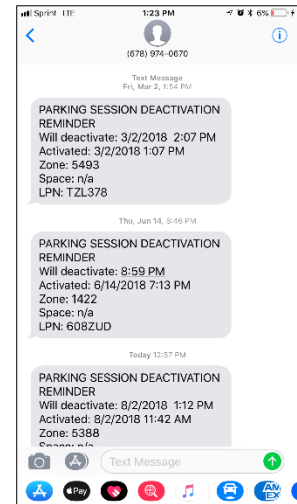 Sprint LTE 1:23 PM 6%
(678) 974-0670
Text Message
Fri, Mar 2, 1:54 PM
PARKING SESSION DEACTIVATION
REMINDER
Will deactivate: 3/2/2018 2:07 PM
Activated: 3/2/2018 1:07 PM
Zone: 5493
Space: n/a
LPN: TZL378
Thu, Jun 14, 8:46 PM
PARKING SESSION DEACTIVATION
REMINDER
Will deactivate: 8:59 PM
Activated: 6/14/2018 7:13 PM
Zone: 1422
Space: n/a
LPN: 608ZUD
Today 12:57 PM
PARKING SESSION DEACTIVATION
REMINDER
Will deactivate: 8/2/2018 1:12 PM
Activated: 8/2/2018 11:42 AM
Zone: 5388
Space: n/a
Text Message
Pay
AM
EX